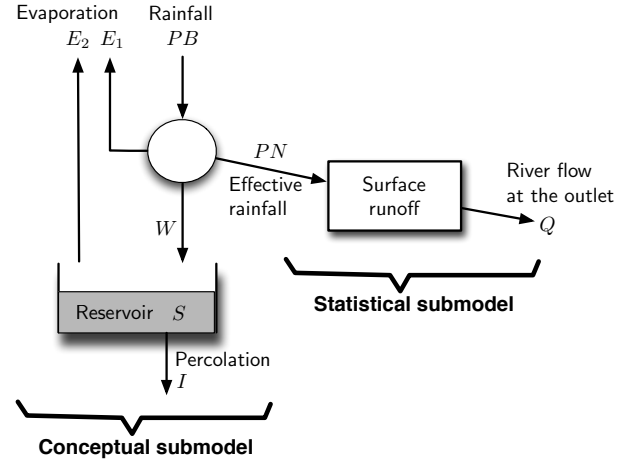 Evaporation
E₂ E₁
Rainfall
PB
PN
Effective
rainfall
Surface
runoff
River flow
at the outlet
Q
W
Statistical submodel
Reservoir S
Percolation
I
Conceptual submodel